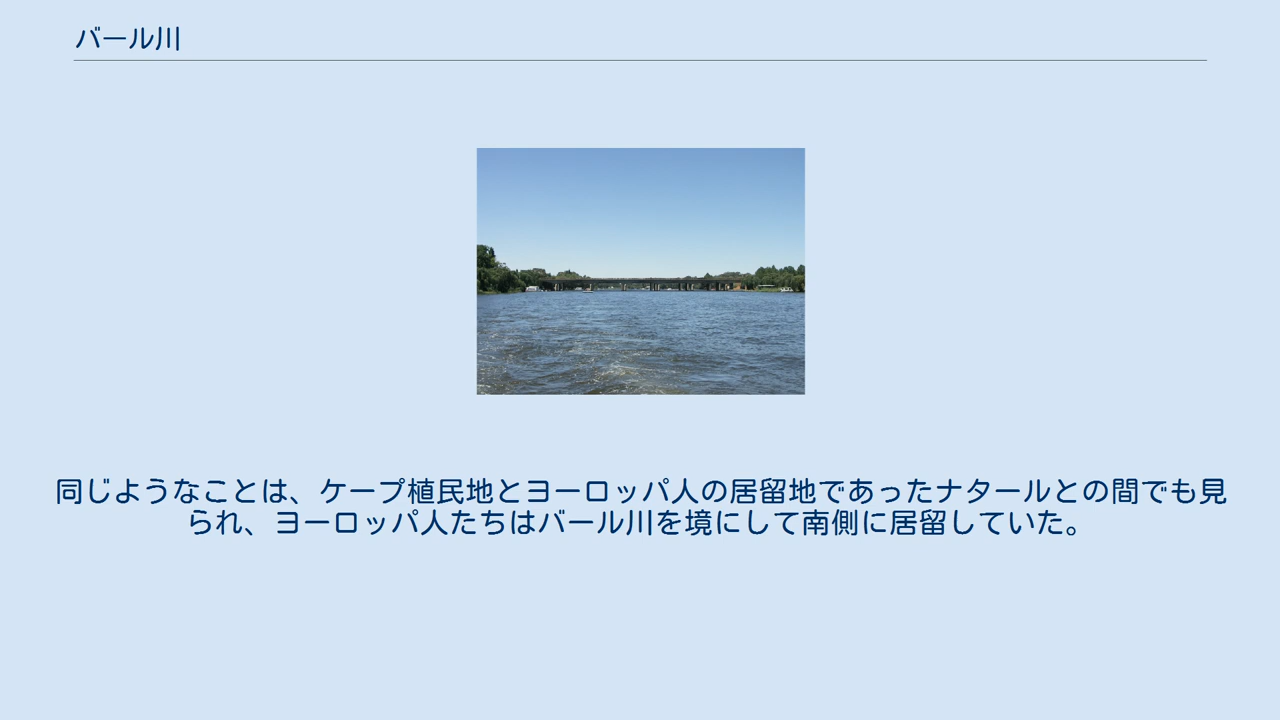 バール川
同じようなことは、ケープ植民地とヨーロッパ人の居留地であったナタールとの間でも見
られ、ヨーロッパ人たちはバール川を境にして南側に居留していた。